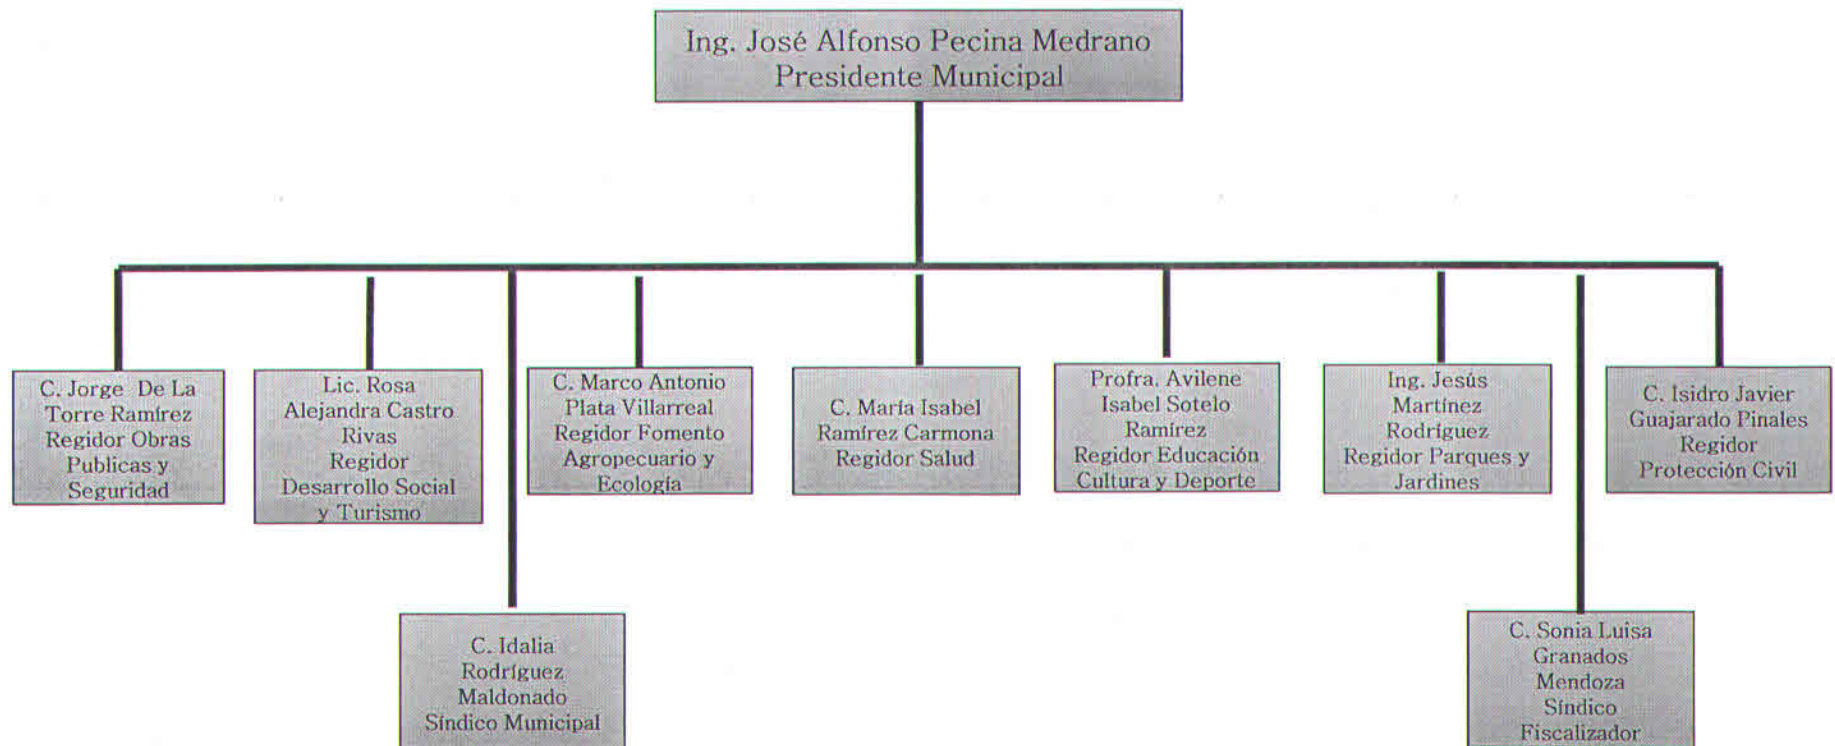 Ing. José Alfonso Pecina Medrano
Presidente Municipal
C. Jorge De La
Torre Ramírez
Regidor Obras
Publicas y
Seguridad
Lic. Rosa
Alejandra Castro
Rivas
Regidor
Desarrollo Social
y Turismo
C. Marco Antonio
Plata Villarreal
Regidor Fomento
Agropecuario y
Ecología
C. María Isabel
Ramírez Carmona
Regidor Salud
Profra. Avilene
Isabel Sotelo
Ramírez
Regidor Educación
Cultura y Deporte
Ing. Jesús
Martínez
Rodríguez
Regidor Parques y
Jardines
C. Isidro Javier
Guajarado Pinales
Regidor
Protección Civil
C. Idalia
Rodríguez
Maldonado
Síndico Municipal
C. Sonia Luisa
Granados
Mendoza
Síndico
Fiscalizador